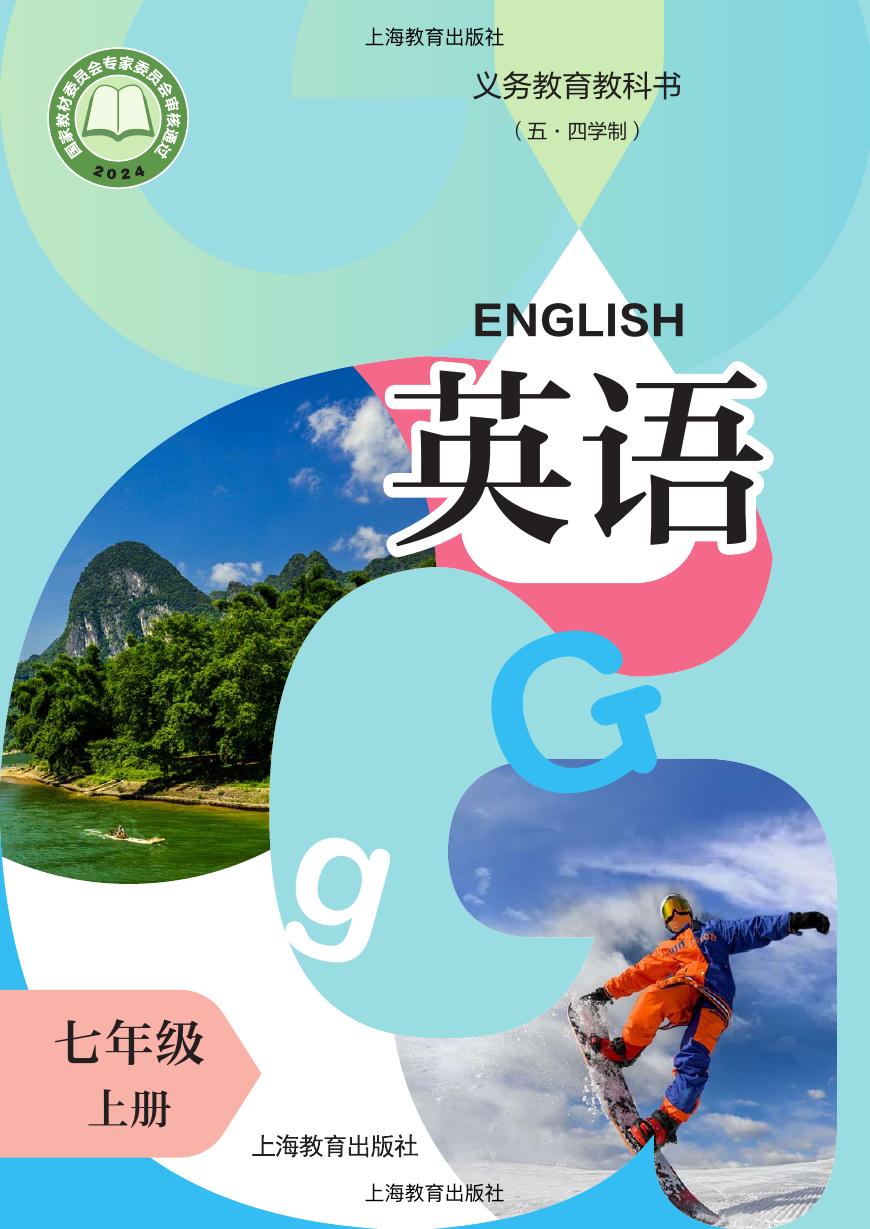 上海教育出版社
国家教材委员会专家委员会审核通过
2024
义务教育教科书
（五·四学制）
ENGLISH
英语
G
g
七年级
上册
上海教育出版社
上海教育出版社